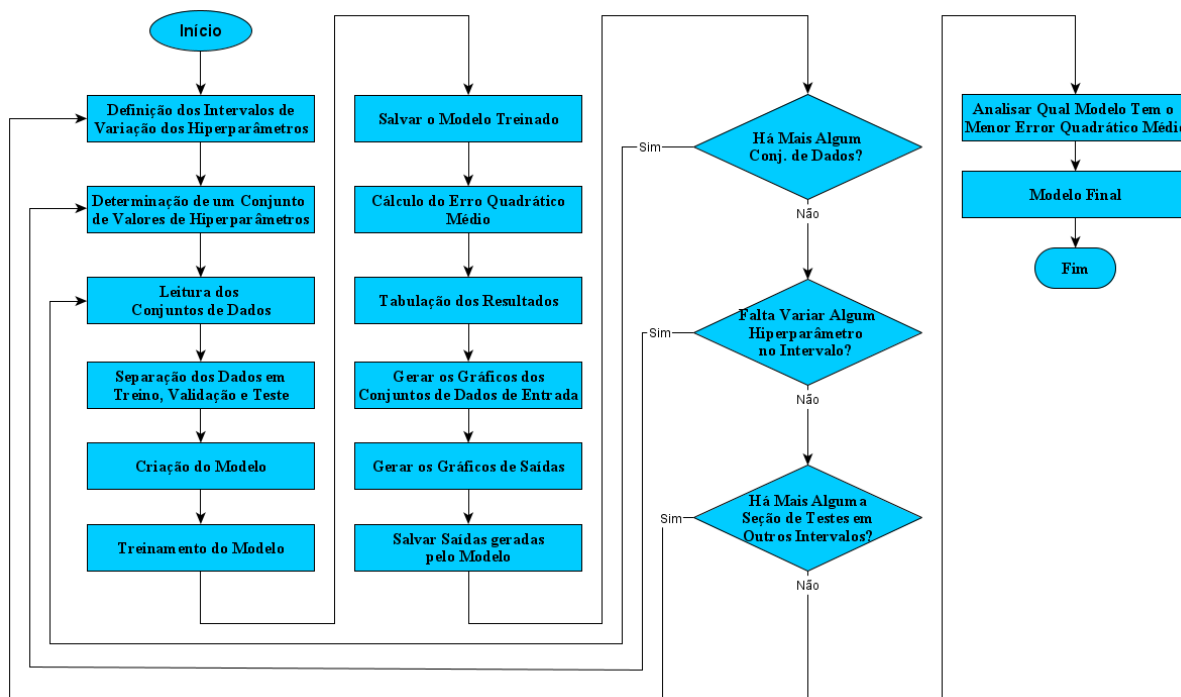 Início
Definição dos Intervalos de
Variação dos Hiperparâmetros
Determinação de um Conjunto
de Valores de Hiperparâmetros
Leitura dos
Conjuntos de Dados
Separação dos Dados em
Treino, Validação e Teste
Criação do Modelo
Treinamento do Modelo
Salvar o Modelo Treinado
Cálculo do Erro Quadrático
Médio
Tabulação dos Resultados
Gerar os Gráficos dos
Conjuntos de Dados de Entrada
Gerar os Gráficos de Saídas
Salvar Saídas geradas
pelo Modelo
Há Mais Algum
Conj. de Dados?
Sim
Não
Falta Variar Algum
Hiperparâmetro
no Intervalo?
Sim
Não
Há Mais Algum a
Seção de Testes em
Outros Intervalos?
Sim
Não
Analisar Qual Modelo Tem o
Menor Error Quadrático Médio
Modelo Final
Fim